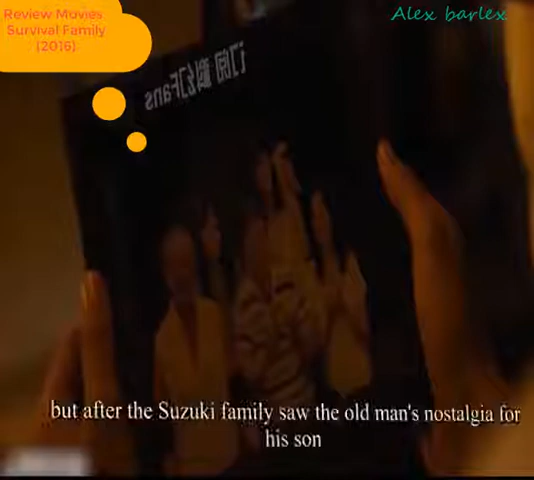 Review Movies
Survival Family
(2016)
Alex barlex
but after the Suzuki family saw the old man's nostalgia for
his son